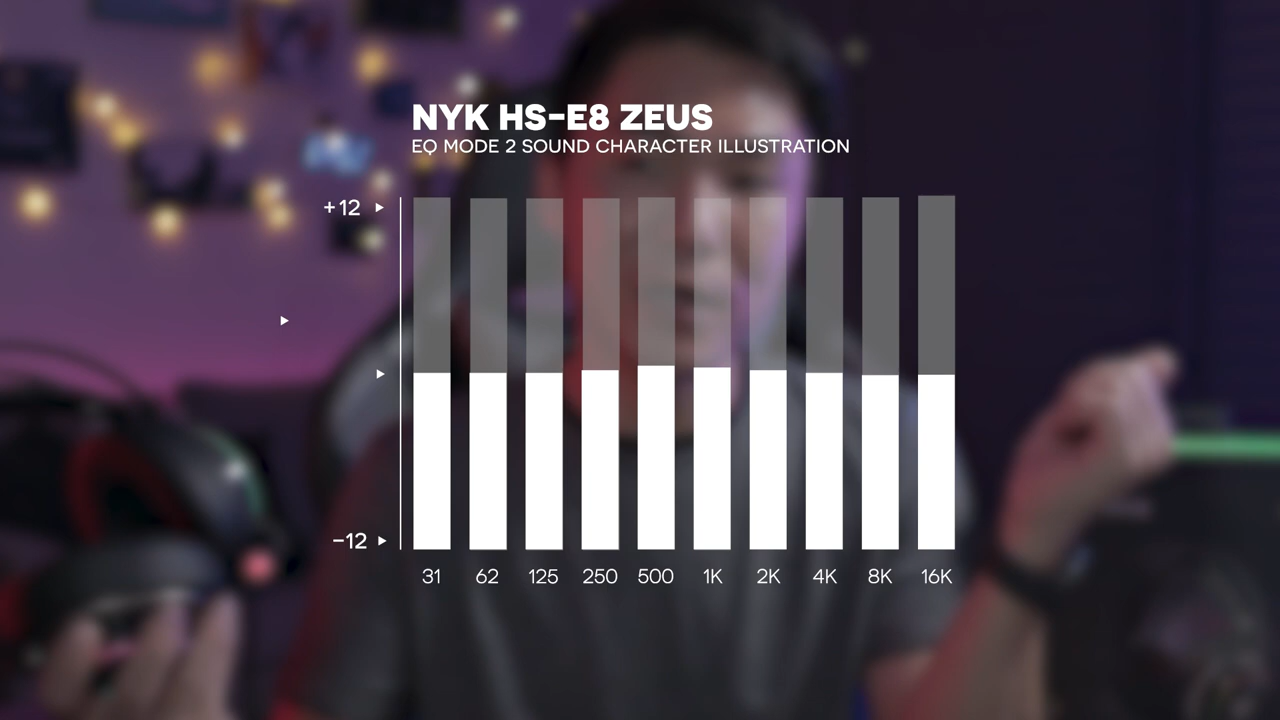 NYK HS-E8 ZEUS
EQ MODE 2 SOUND CHARACTER ILLUSTRATION
+12
-12
31 62 125 250 500 1K 2K 4K 8K 16K